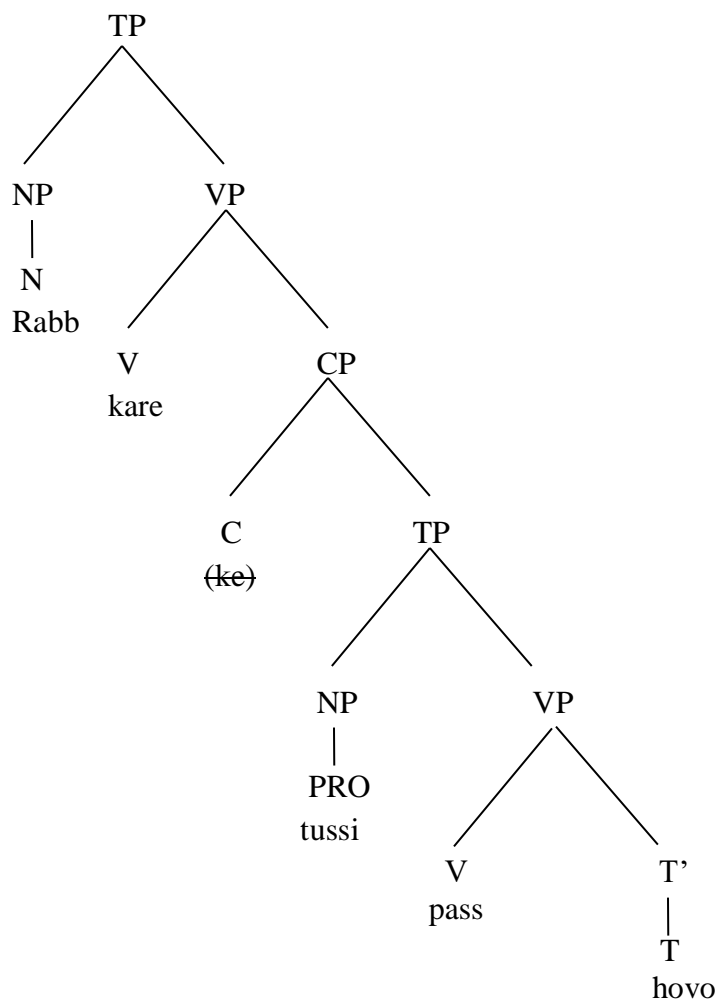 TP
NP VP
N
Rabb
V CP
kare
C TP
(ke)
NP VP
PRO
tussi
V T’
pass
T
hovo